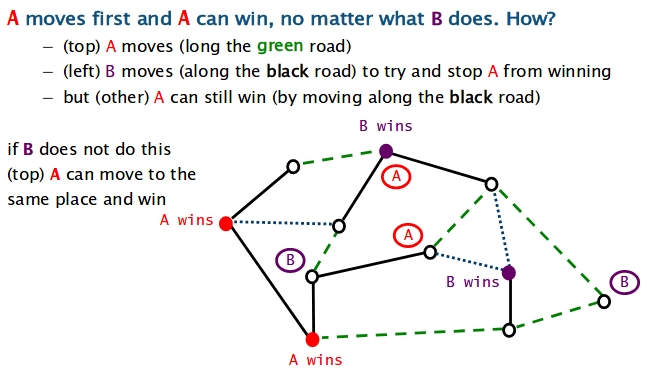 A moves first and A can win, no matter what B does. How?
– (top) A moves (long the green road)
– (left) B moves (along the black road) to try and stop A from winning
– but (other) A can still win (by moving along the black road)
B wins
if B does not do this
(top) A can move to the
same place and win
A
A wins
A
B
B wins
B
A wins